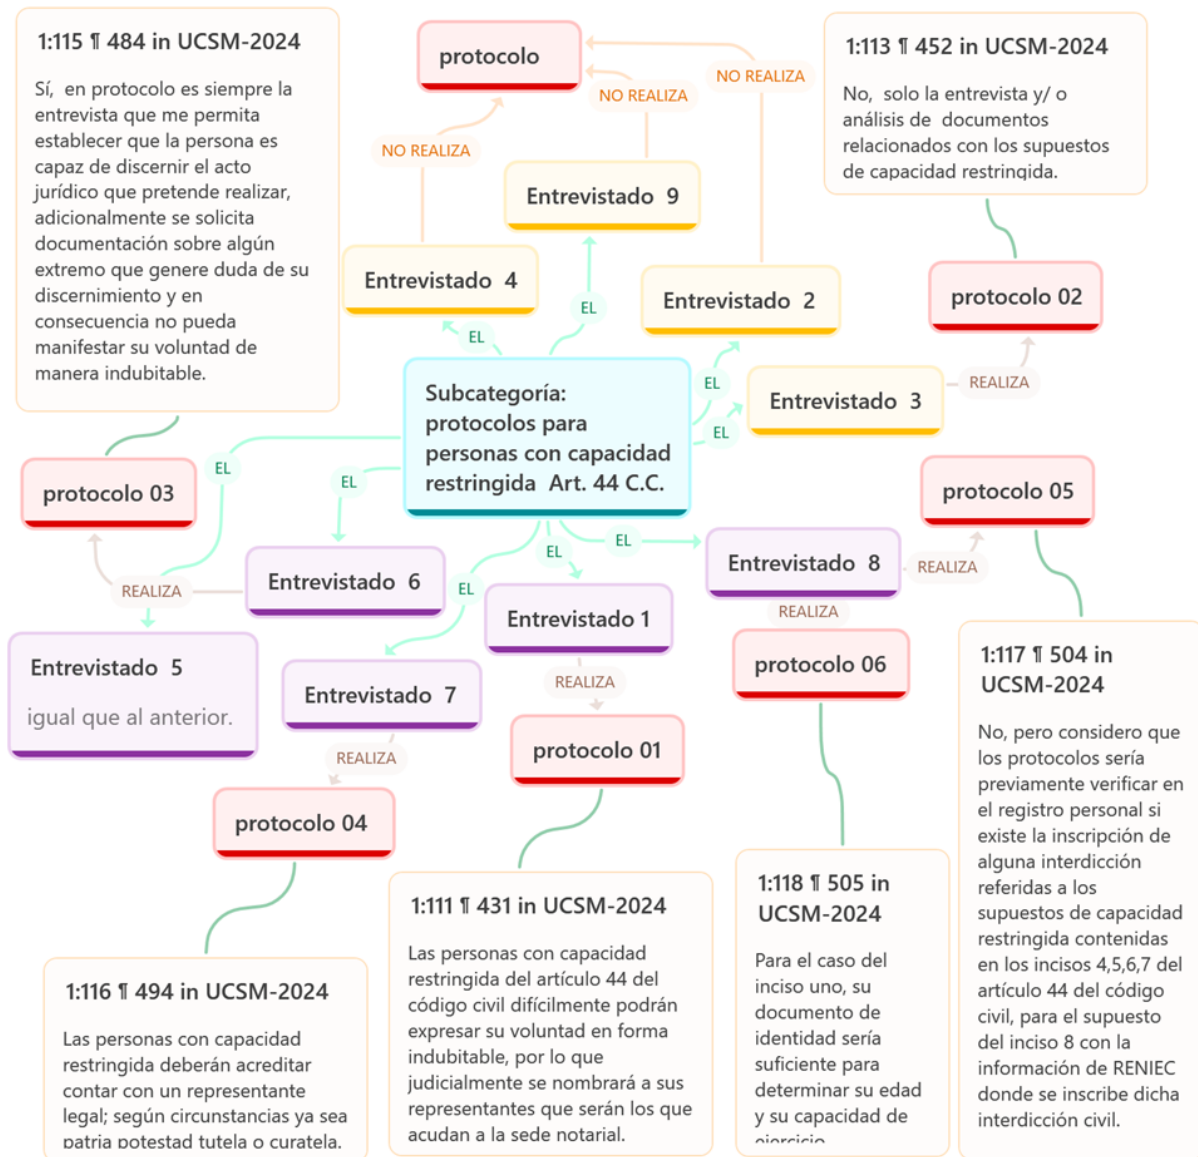 1:115 ¶ 484 in UCSM-2024
Sí, en protocolo es siempre la
entrevista que me permita
establecer que la persona es
capaz de discernir el acto
jurídico que pretende realizar,
adicionalmente se solicita
documentación sobre algún
extremo que genere duda de su
discernimiento y en
consecuencia no pueda
manifestar su voluntad de
manera indubitable.
protocolo
NO REALIZA
NO REALIZA
NO REALIZA
1:113 ¶ 452 in UCSM-2024
No, solo la entrevista y/ o
análisis de documentos
relacionados con los supuestos
de capacidad restringida.
Entrevistado 9
Entrevistado 4
Entrevistado 2
protocolo 02
EL
EL
EL
EL
REALIZA
Entrevistado 3
Subcategoría:
protocolos para
personas con capacidad
restringida Art. 44 C.C.
protocolo 03
EL
EL
protocolo 05
EL
EL
EL
Entrevistado 8
REALIZA
REALIZA
Entrevistado 6
REALIZA
Entrevistado 1
protocolo 06
Entrevistado 5
igual que al anterior.
Entrevistado 7
REALIZA
protocolo 01
REALIZA
protocolo 04
1:117 ¶ 504 in
UCSM-2024
No, pero considero que
los protocolos sería
previamente verificar en
el registro personal si
existe la inscripción de
alguna interdicción
referidas a los
supuestos de capacidad
restringida contenidas
en los incisos 4,5,6,7 del
artículo 44 del código
civil, para el supuesto
del inciso 8 con la
información de RENIEC
donde se inscribe dicha
interdicción civil.
1:116 ¶ 494 in UCSM-2024
Las personas con capacidad
restringida deberán acreditar
contar con un representante
legal; según circunstancias ya sea
patria potestad tutela o curatela.
1:111 ¶ 431 in UCSM-2024
Las personas con capacidad
restringida del artículo 44 del
código civil difícilmente podrán
expresar su voluntad en forma
indubitable, por lo que
judicialmente se nombrará a sus
representantes que serán los que
acudan a la sede notarial.
1:118 ¶ 505 in
UCSM-2024
Para el caso del
inciso uno, su
documento de
identidad sería
suficiente para
determinar su edad
y su capacidad de
ejercicio